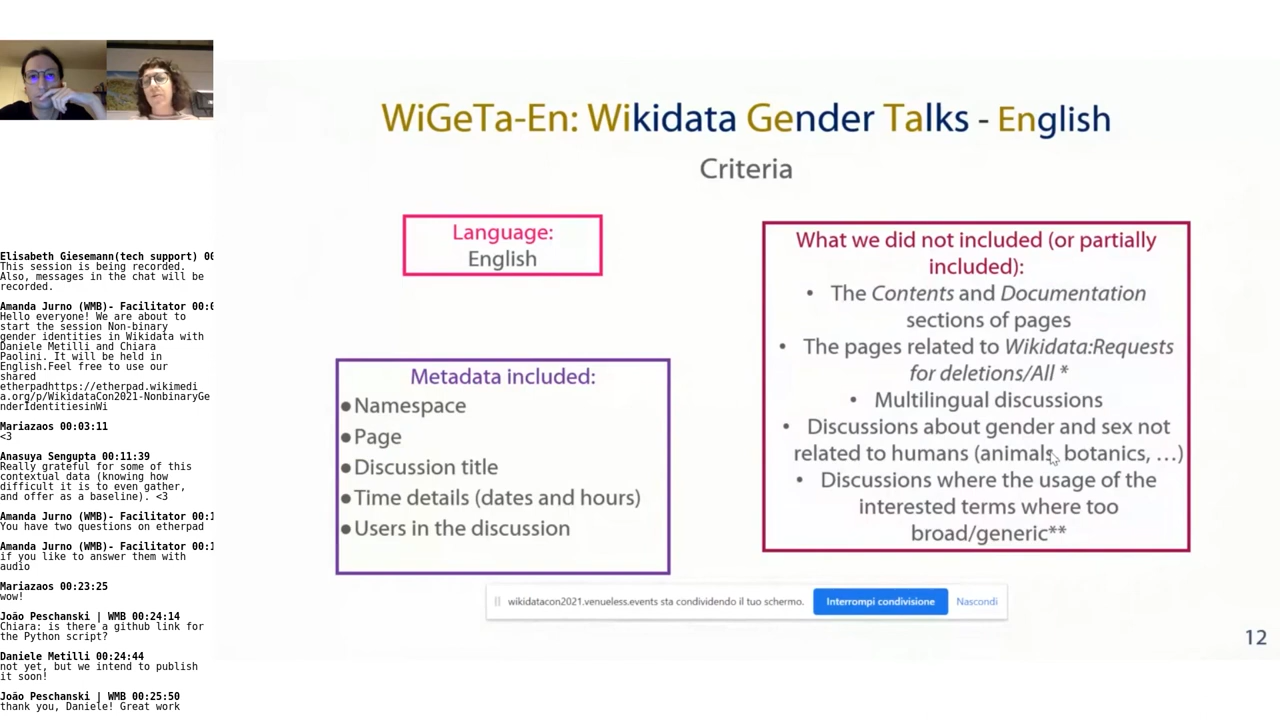 WiGeTa-En: Wikidata Gender Talks - English
Criteria
Language:
English
Metadata included:
●Namespace
●Page
●Discussion title
●Time details (dates and hours)
●Users in the discussion
What we did not included (or partially
included):
• The Contents and Documentation
sections of pages
• The pages related to Wikidata:Requests
for deletions/All *
• Multilingual discussions
• Discussions about gender and sex not
related to humans (animals, botanics, …)
• Discussions where the usage of the
interested terms where too
broad/generic**
wikidatacon2021.venueless.events sta condividendo il tuo schermo.
Interrompi condivisione
Nascondi
12
Elisabeth Giesemann(tech support) 00
This session is being recorded.
Also, messages in the chat will be
recorded.
Amanda Jurno (WMB)- Facilitator 00:
Hello everyone! We are about to
start the session Non-binary
gender identities in Wikidata with
Daniele Metilli and Chiara
Paolini. It will be held in
English.Feel free to use our
shared
etherpadhttps://etherpad.wikimedi
a.org/p/WikidataCon2021-NonbinaryGe
nderIdentitiesinWi
Mariazaos 00:03:11
<3
Anasuya Sengupta 00:11:39
Really grateful for some of this
contextual data (knowing how
difficult it is to even gather,
and offer as a baseline). <3
Amanda Jurno (WMB)- Facilitator 00:
You have two questions on etherpad
Amanda Jurno (WMB)- Facilitator 00:
if you like to answer them with
audio
Mariazaos 00:23:25
wow!
João Peschanski | WMB 00:24:14
Chiara: is there a github link for
the Python script?
Daniele Metilli 00:24:44
not yet, but we intend to publish
it soon!
João Peschanski | WMB 00:25:50
thank you, Daniele! Great work